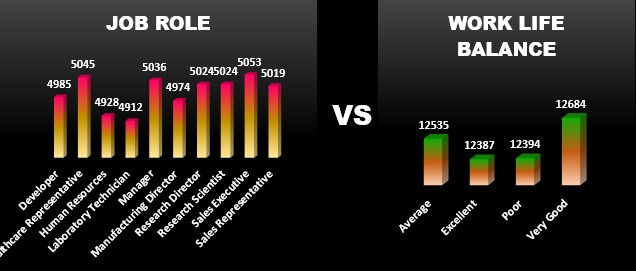 JOB ROLE
5045
5036
5053
4985
4974
5024
5024
5019
4928
4912
Developer
lthcare Representative
Human Resources
Laboratory Technician
Manager
Manufacturing Director
Research Director
Research Scientist
Sales Executive
Sales Representative
VS
WORK LIFE
BALANCE
12535
12387
12394
12684
Average
Excellent
Poor
Very Good